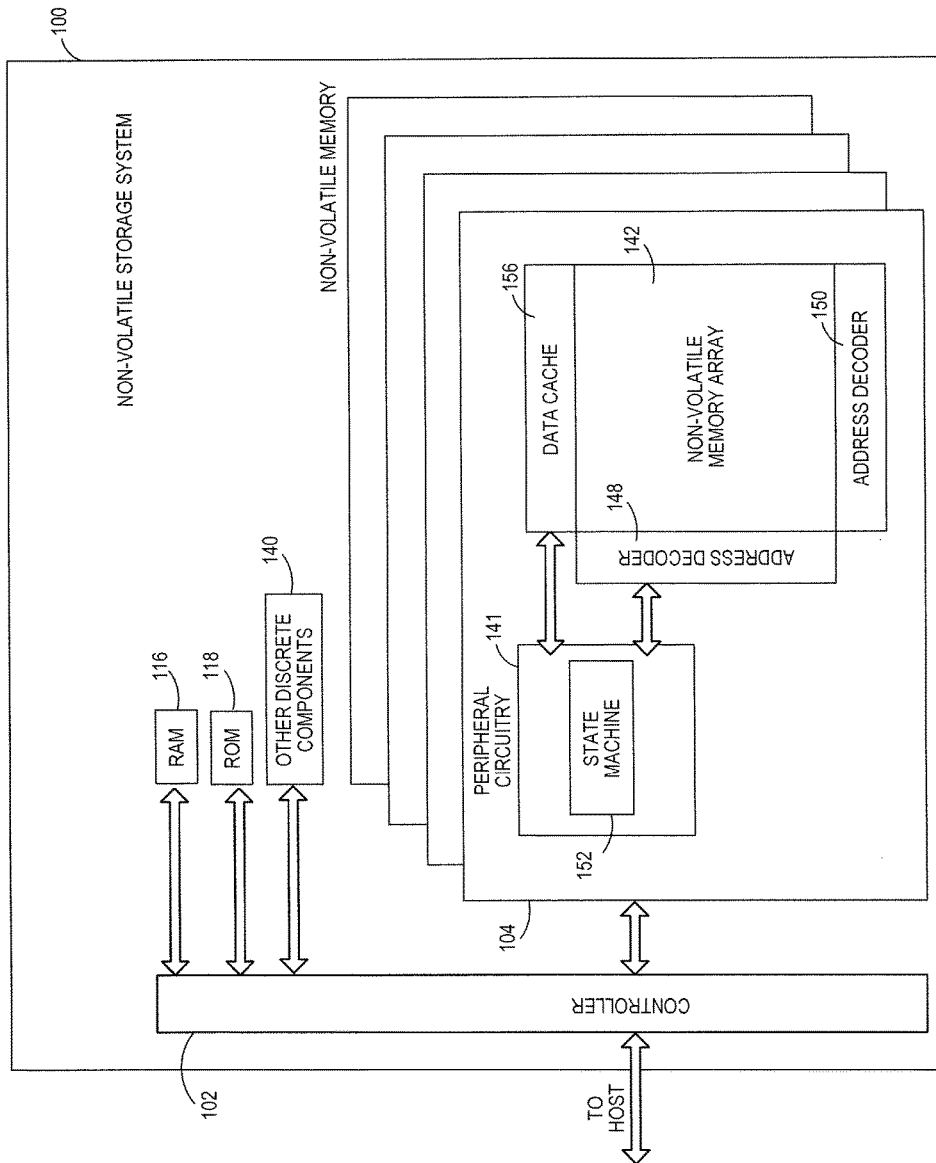 100
NON-VOLATILE STORAGE SYSTEM
RAM
116
ROM
118
OTHER DISCRETE
COMPONENTS
140
NON-VOLATILE MEMORY
102
CONTROLLER
TO
HOST
104
PERIPHERAL
CIRCUITRY
141
STATE
MACHINE
152
DATA CACHE
156
ADDRESS DECODER
148
NON-VOLATILE
MEMORY ARRAY
142
ADDRESS DECODER
150